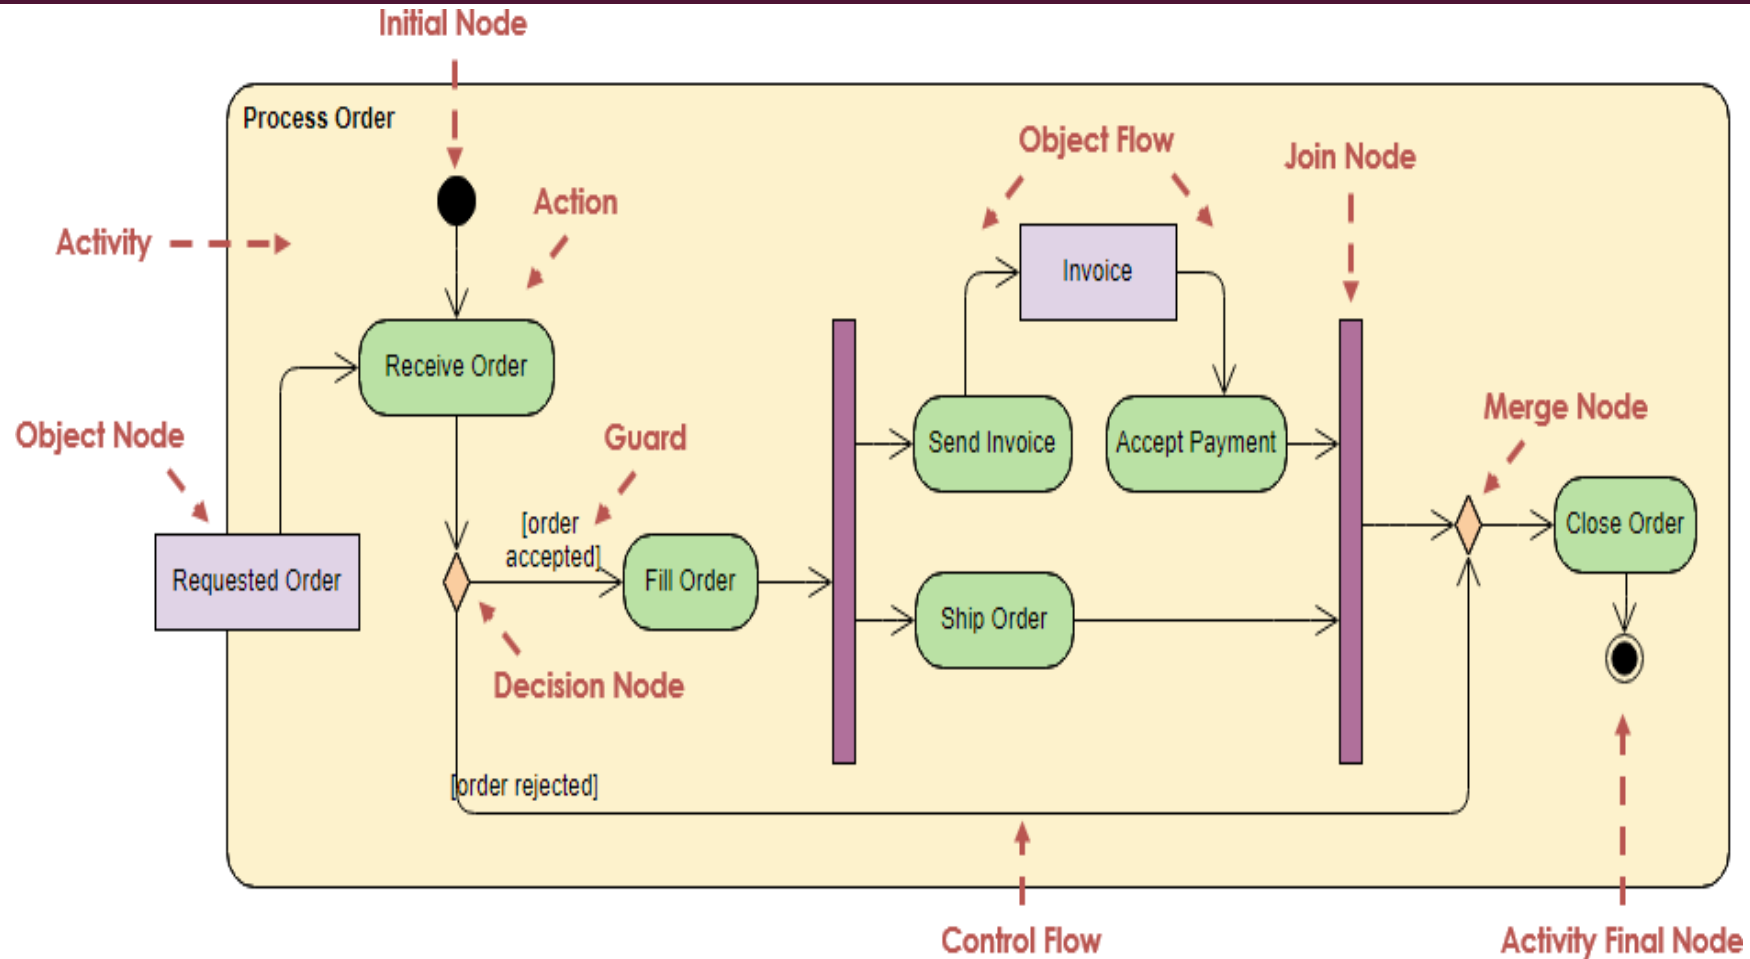 Initial Node
Process Order
Object Flow
Join Node
Action
Activity
Invoice
Receive Order
Merge Node
Object Node
Guard
Send Invoice
Accept Payment
[order
accepted]
Close Order
Requested Order
Fill Order
Ship Order
Decision Node
[order rejected]
Control Flow
Activity Final Node